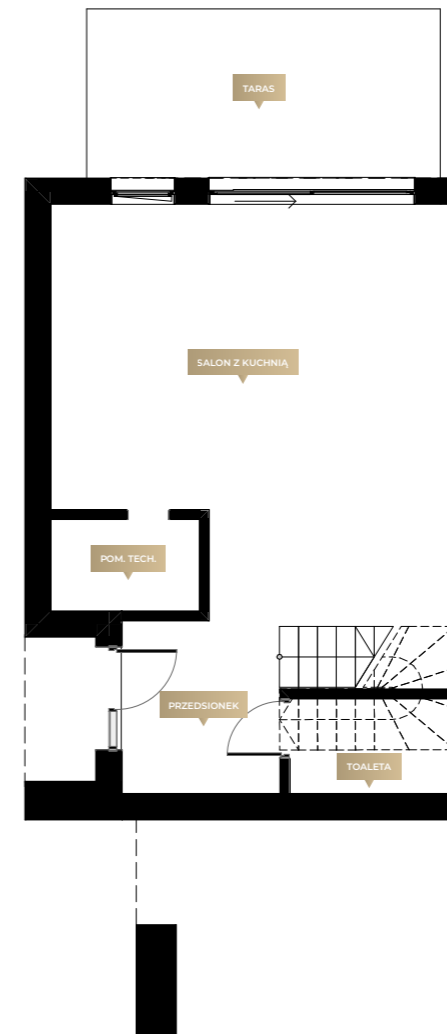 TARAS
SALON Z KUCHNIĄ
POM. TECH.
PRZEDSIONEK
TOALETA